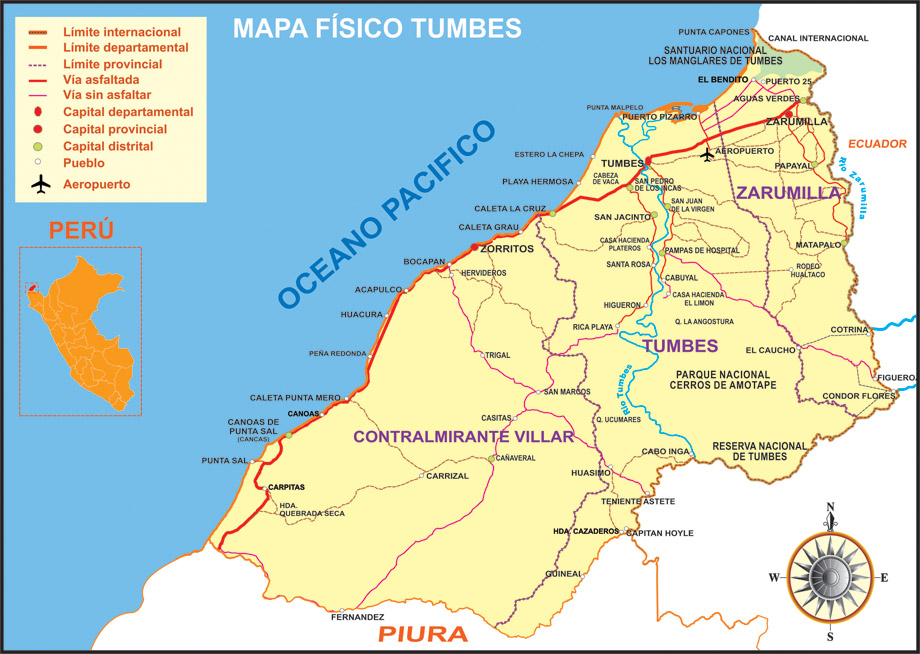 MAPA FÍSICO TUMBES
Límite internacional
Límite departamental
Límite provincial
Vía asfaltada
Vía sin asfaltar
Capital departamental
Capital provincial
Capital distrital
Pueblo
Aeropuerto
PERÚ
OCEANO PACIFICO
PUNTA CAPONES
CANAL INTERNACIONAL
SANTUARIO NACIONAL
LOS MANGLARES DE TUMBES
EL BENDITO
PUERTO 25
AGUAS VERDES
PUNTA MALPELO
PUERTO PIZARRO
ZARUMILLA
ECUADOR
AEROPUERTO
ESTERO LA CHEPA
TUMBES
PAPAYAL
Río Zarumilla
CABEZA
DE VACA
SAN PEDRO
DE LOS INCAS
PLAYA HERMOSA
ZARUMILLA
SAN JUAN
DE LA VIRGEN
CALETA LA CRUZ
SAN JACINTO
CALETA GRAU
CASA HACIENDA
PLATEROS
MATAPALO
ZORRITOS
PAMPAS DE HOSPITAL
BOCAPAN
SANTA ROSA
RODEO
HUALTACO
HERVIDEROS
CABUYAL
ACAPULCO
CASA HACIENDA
EL LIMON
HIGUERON
HUACURA
Q. LA ANGOSTURA
RICA PLAYA
COTRINA
TUMBES
EL CAUCHO
PEÑA REDONDA
TRIGAL
Río Tumbes
PARQUE NACIONAL
CERROS DE AMOTAPE
FIGUERO
SAN MARCOS
CONDOR FLORES
CALETA PUNTA MERO
CANOAS
CASITAS
Q. UCUMARES
CANOAS DE
PUNTA SAL
(CANCAS)
CONTRALMIRANTE VILLAR
RESERVA NACIONAL
DE TUMBES
CABO INGA
PUNTA SAL
CAÑAVERAL
HUASIMO
CARRIZAL
CARPITAS
TENIENTE ASTETE
HDA.
QUEBRADA SECA
HDA. CAZADEROS
CAPITAN HOYLE
GUINEAL
FERNANDEZ
PIURA
N
W
E
S